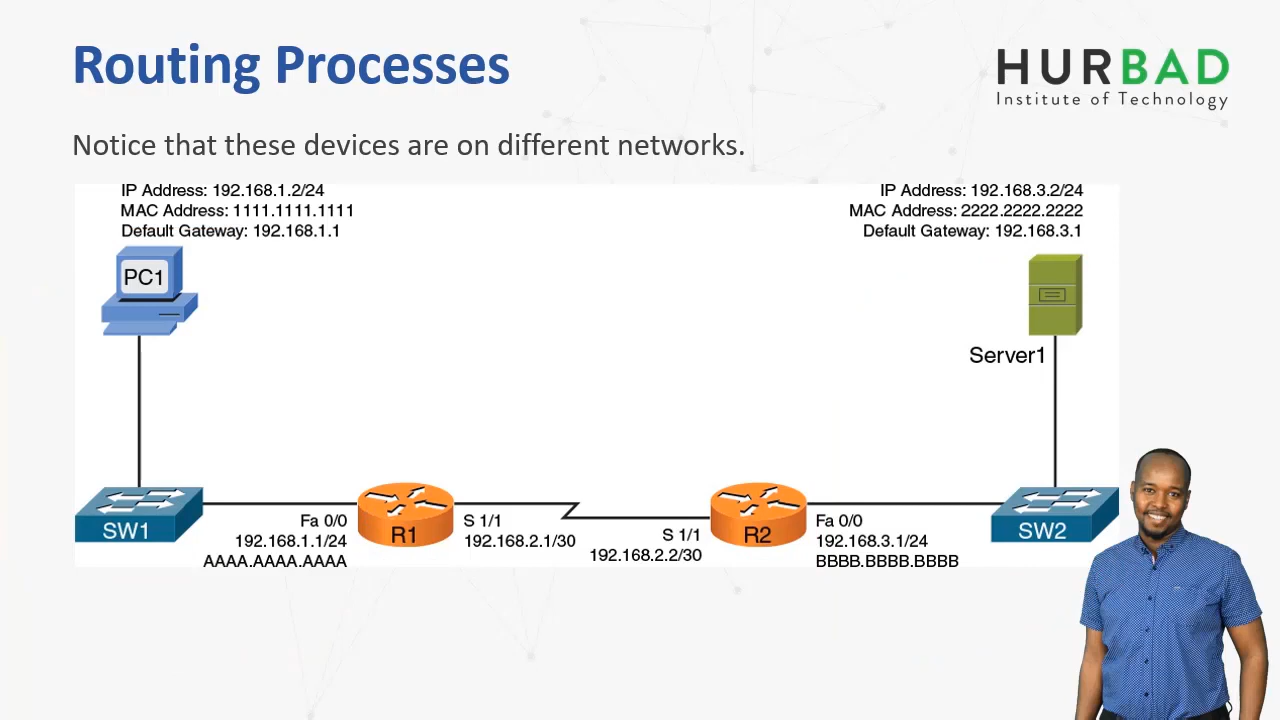 Routing Processes
HURBAD
Institute of Technology
Notice that these devices are on different networks.
IP Address: 192.168.1.2/24
MAC Address: 1111.1111.1111
Default Gateway: 192.168.1.1
IP Address: 192.168.3.2/24
MAC Address: 2222.2222.2222
Default Gateway: 192.168.3.1
PC1
Server1
SW1
Fa 0/0
192.168.1.1/24
AAAA.AAAA.AAAA
R1
S 1/1
192.168.2.1/30
S 1/1
192.168.2.2/30
R2
Fa 0/0
192.168.3.1/24
BBBB.BBBB.BBBB
SW2